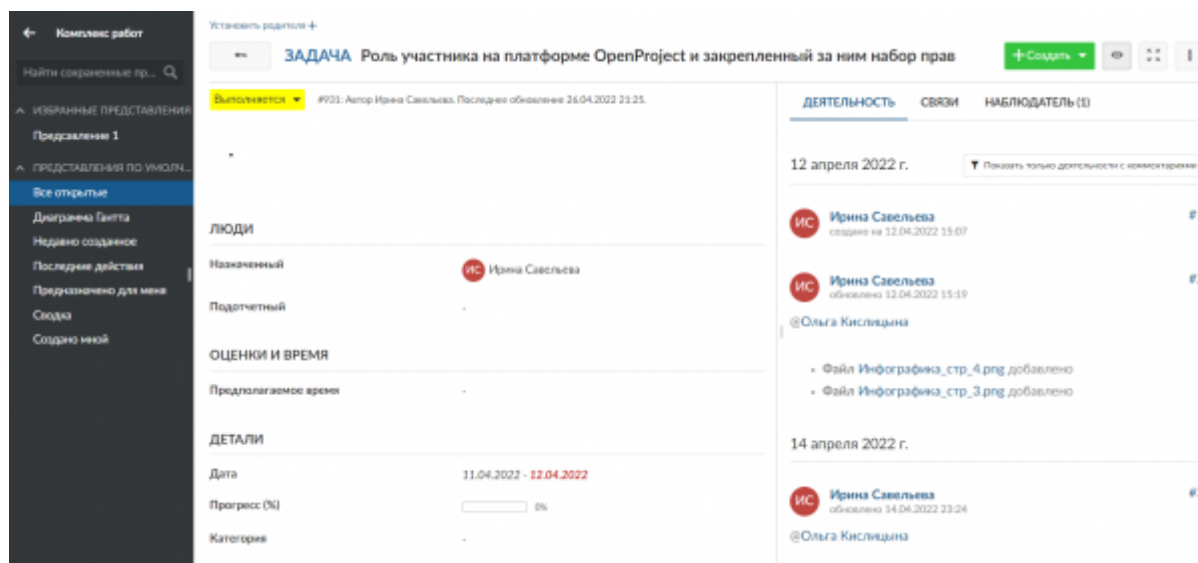 Комплекс работ
Найти сохраненные пр...
ИЗБРАННЫЕ ПРЕДСТАВЛЕНИЯ
Предсавление 1
ПРЕДСТАВЛЕНИЯ ПО УМОЛЧ...
Все открытые
Диаграмма Гантта
Недавно созданное
Последние действия
Предназначено для меня
Сводка
Создано мной
Установить родителя +
ЗАДАЧА Роль участника на платформе OpenProject и закрепленный за ним набор прав
+ Создать
Выполняется #931: Автор Ирина Савельева. Последнее обновление 26.04.2022 21:25.
ЛЮДИ
Назначенный ИС Ирина Савельева
Подотчетный -
ОЦЕНКИ И ВРЕМЯ
Предполагаемое время -
ДЕТАЛИ
Дата 11.04.2022 - 12.04.2022
Прогресс (%) 0%
Категория -
ДЕЯТЕЛЬНОСТЬ СВЯЗИ НАБЛЮДАТЕЛЬ (1)
12 апреля 2022 г. Показать только деятельности с комментариями
ИС Ирина Савельева #
создано на 12.04.2022 15:07
ИС Ирина Савельева
обновлено 12.04.2022 15:19
@Ольга Кислицына
Файл Инфографика_стр_4.png добавлено
Файл Инфографика_стр_3.png добавлено
14 апреля 2022 г.
ИС Ирина Савельева
обновлено 14.04.2022 23:24
@Ольга Кислицына